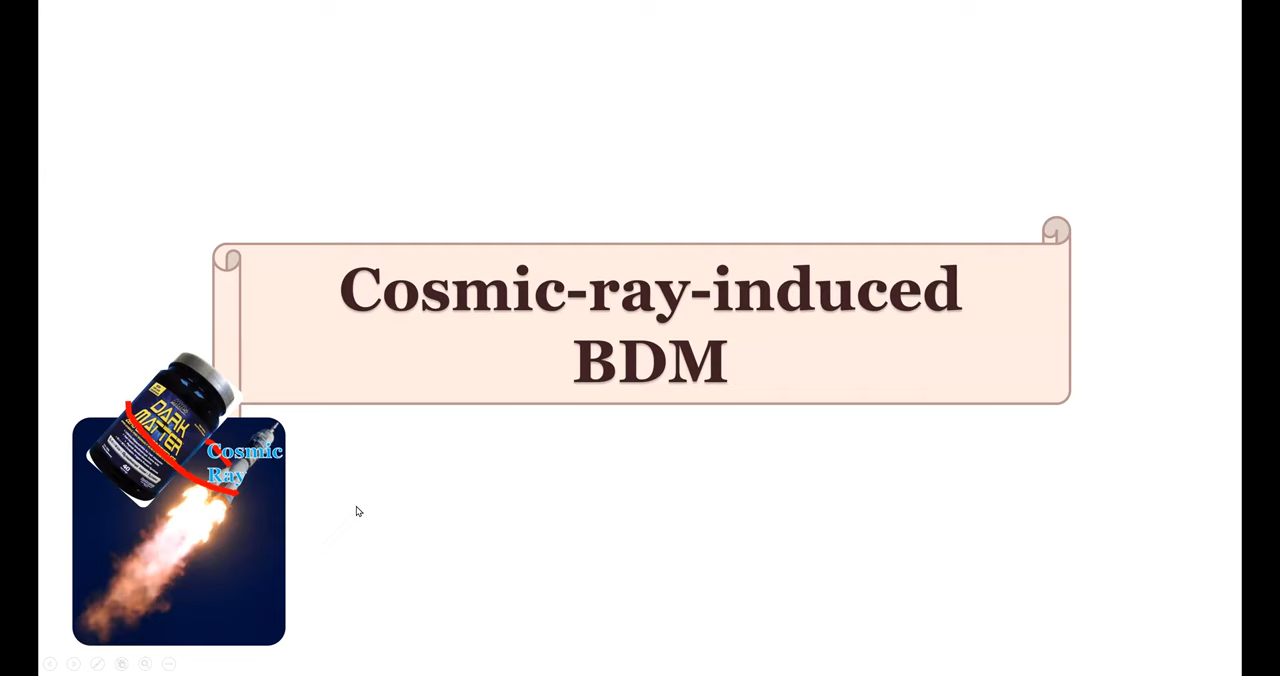 Cosmic-ray-induced
BDM
DARK
MATTER
Cosmic
Ray